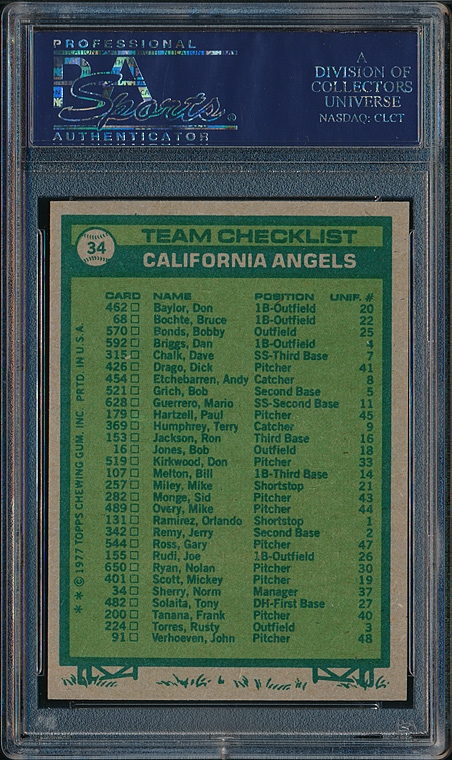 PROFESSIONAL
PSA
Sports®
AUTHENTICATOR
A
DIVISION OF
COLLECTORS
UNIVERSE
NASDAQ: CLCT
34
TEAM CHECKLIST
CALIFORNIA ANGELS
CARD NAME POSITION UNIF. #
462 □ Baylor, Don 1B-Outfield 20
68 □ Bochte, Bruce 1B-Outfield 22
570 □ Bonds, Bobby Outfield 25
592 □ Briggs, Dan 1B-Outfield 4
315 □ Chalk, Dave SS-Third Base 7
426 □ Drago, Dick Pitcher 41
454 □ Etchebarren, Andy Catcher 8
521 □ Grich, Bob Second Base 5
628 □ Guerrero, Mario SS-Second Base 11
179 □ Hartzell, Paul Pitcher 45
369 □ Humphrey, Terry Catcher 9
153 □ Jackson, Ron Third Base 16
16 □ Jones, Bob Outfield 18
519 □ Kirkwood, Don Pitcher 33
107 □ Melton, Bill 1B-Third Base 14
257 □ Miley, Mike Shortstop 21
282 □ Monge, Sid Pitcher 43
489 □ Overy, Mike Pitcher 44
131 □ Ramirez, Orlando Shortstop 1
342 □ Remy, Jerry Second Base 2
544 □ Ross, Gary Pitcher 47
155 □ Rudi, Joe 1B-Outfield 26
650 □ Ryan, Nolan Pitcher 30
401 □ Scott, Mickey Pitcher 19
34 □ Sherry, Norm Manager 37
482 □ Solaita, Tony DH-First Base 27
200 □ Tanana, Frank Pitcher 40
224 □ Torres, Rusty Outfield 3
91 □ Verhoeven, John Pitcher 48
* * © 1977 TOPPS CHEWING GUM, INC. PRTD. IN U.S.A.